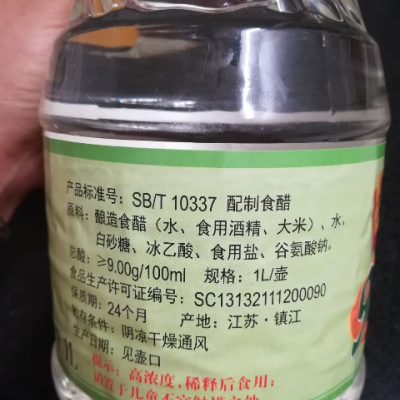 产品标准号：SB/T 10337 配制食醋
原料：酿造食醋（水、食用酒精、大米）、水、
白砂糖、冰乙酸、食用盐、谷氨酸钠。
总酸：≥9.00g/100ml 规格：1L/壶
食品生产许可证编号：SC13132111200090
保质期：24个月 产地：江苏·镇江
贮存条件：阴凉干燥通风
生产日期：见壶口
提示：高浓度，稀释后食用；